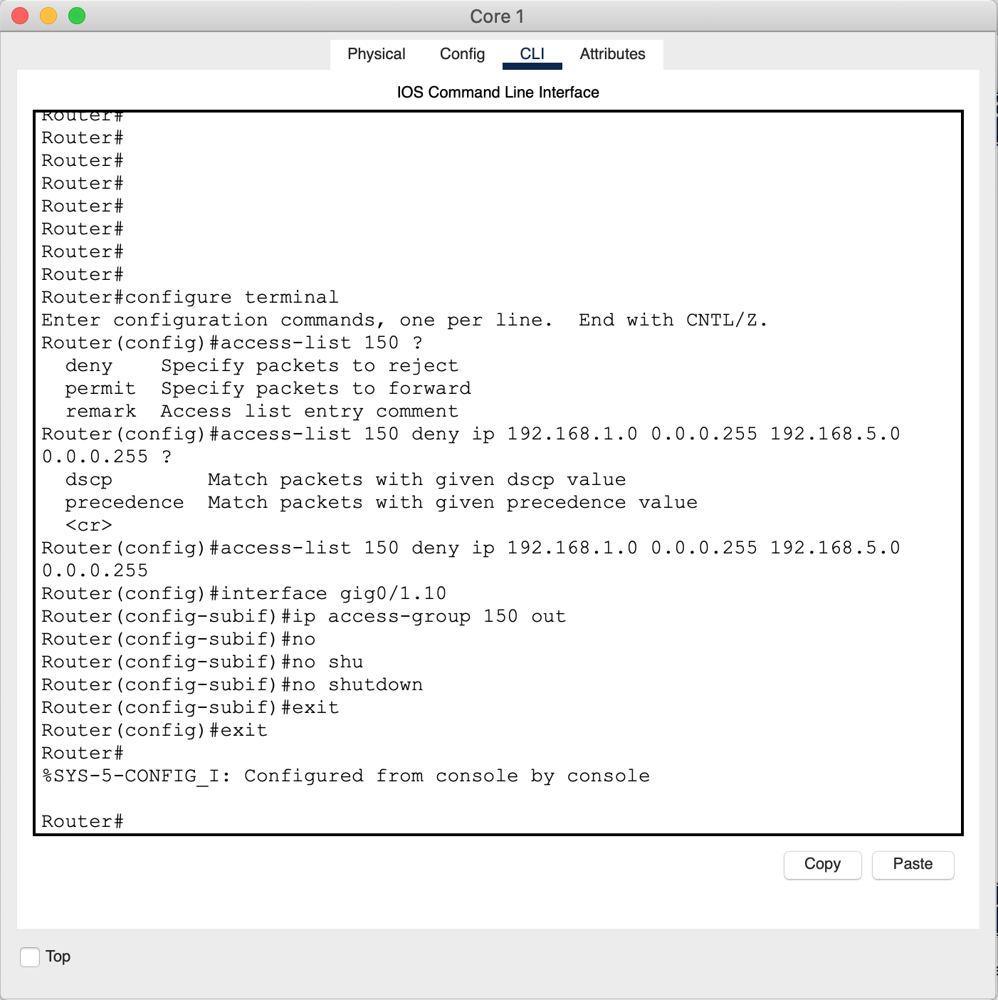 Core 1
Physical Config CLI Attributes
IOS Command Line Interface
Router#
Router#
Router#
Router#
Router#
Router#
Router#
Router#
Router#configure terminal
Enter configuration commands, one per line.  End with CNTL/Z.
Router(config)#access-list 150 ?
  deny    Specify packets to reject
  permit  Specify packets to forward
  remark  Access list entry comment
Router(config)#access-list 150 deny ip 192.168.1.0 0.0.0.255 192.168.5.0
0.0.0.255 ?
  dscp        Match packets with given dscp value
  precedence  Match packets with given precedence value
  <cr>
Router(config)#access-list 150 deny ip 192.168.1.0 0.0.0.255 192.168.5.0
0.0.0.255
Router(config)#interface gig0/1.10
Router(config-subif)#ip access-group 150 out
Router(config-subif)#no
Router(config-subif)#no shu
Router(config-subif)#no shutdown
Router(config-subif)#exit
Router(config)#exit
Router#
%SYS-5-CONFIG_I: Configured from console by console
Router#
Copy Paste
Top